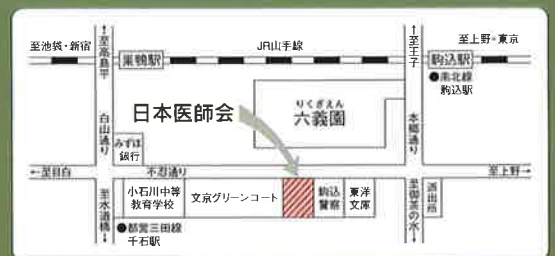 至池袋・新宿
←至高島平
巣鴨駅
JR山手線
至王子→
至上野・東京
駒込駅
●南北線
駒込駅
りくぎえん
六義園
日本医師会
白山通り
本郷通り
みずほ
銀行
←至目白
不忍通り
至上野→
至水道橋→
小石川中等
教育学校
文京グリーンコート
駒込
警察
東洋
文庫
至御茶の水→
派出所
●都営三田線
千石駅